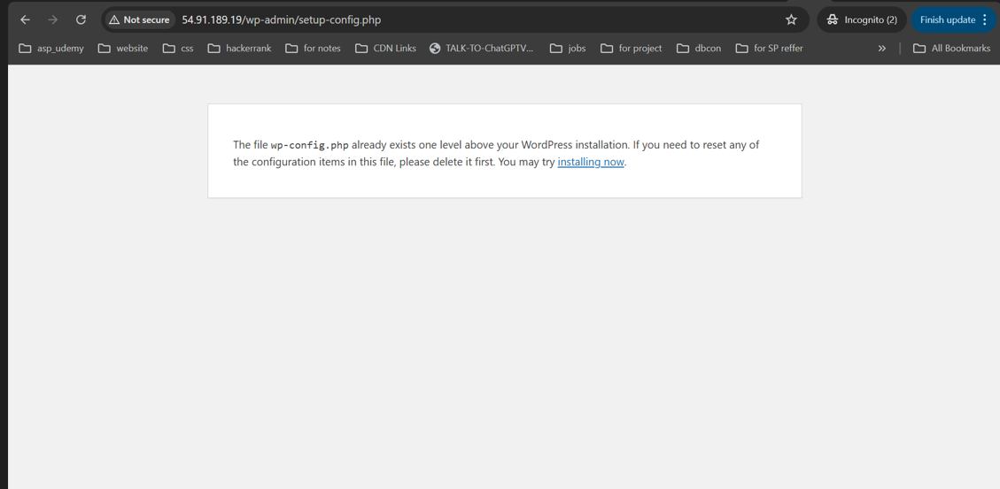 Not secure 54.91.189.19/wp-admin/setup-config.php Incognito (2) Finish update
asp_udemy website css hackerrank for notes CDN Links TALK-TO-ChatGPTV... jobs for project dbcon for SP reffer » All Bookmarks
The file wp-config.php already exists one level above your WordPress installation. If you need to reset any of
the configuration items in this file, please delete it first. You may try installing now.